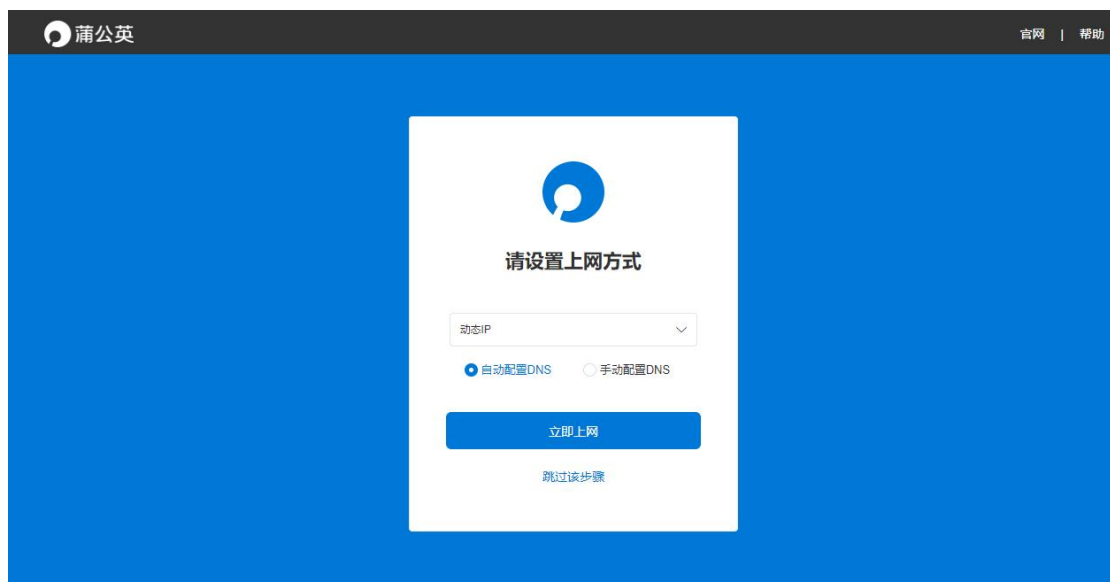 蒲公英
官网 | 帮助
请设置上网方式
动态IP
自动配置DNS 手动配置DNS
立即上网
跳过该步骤